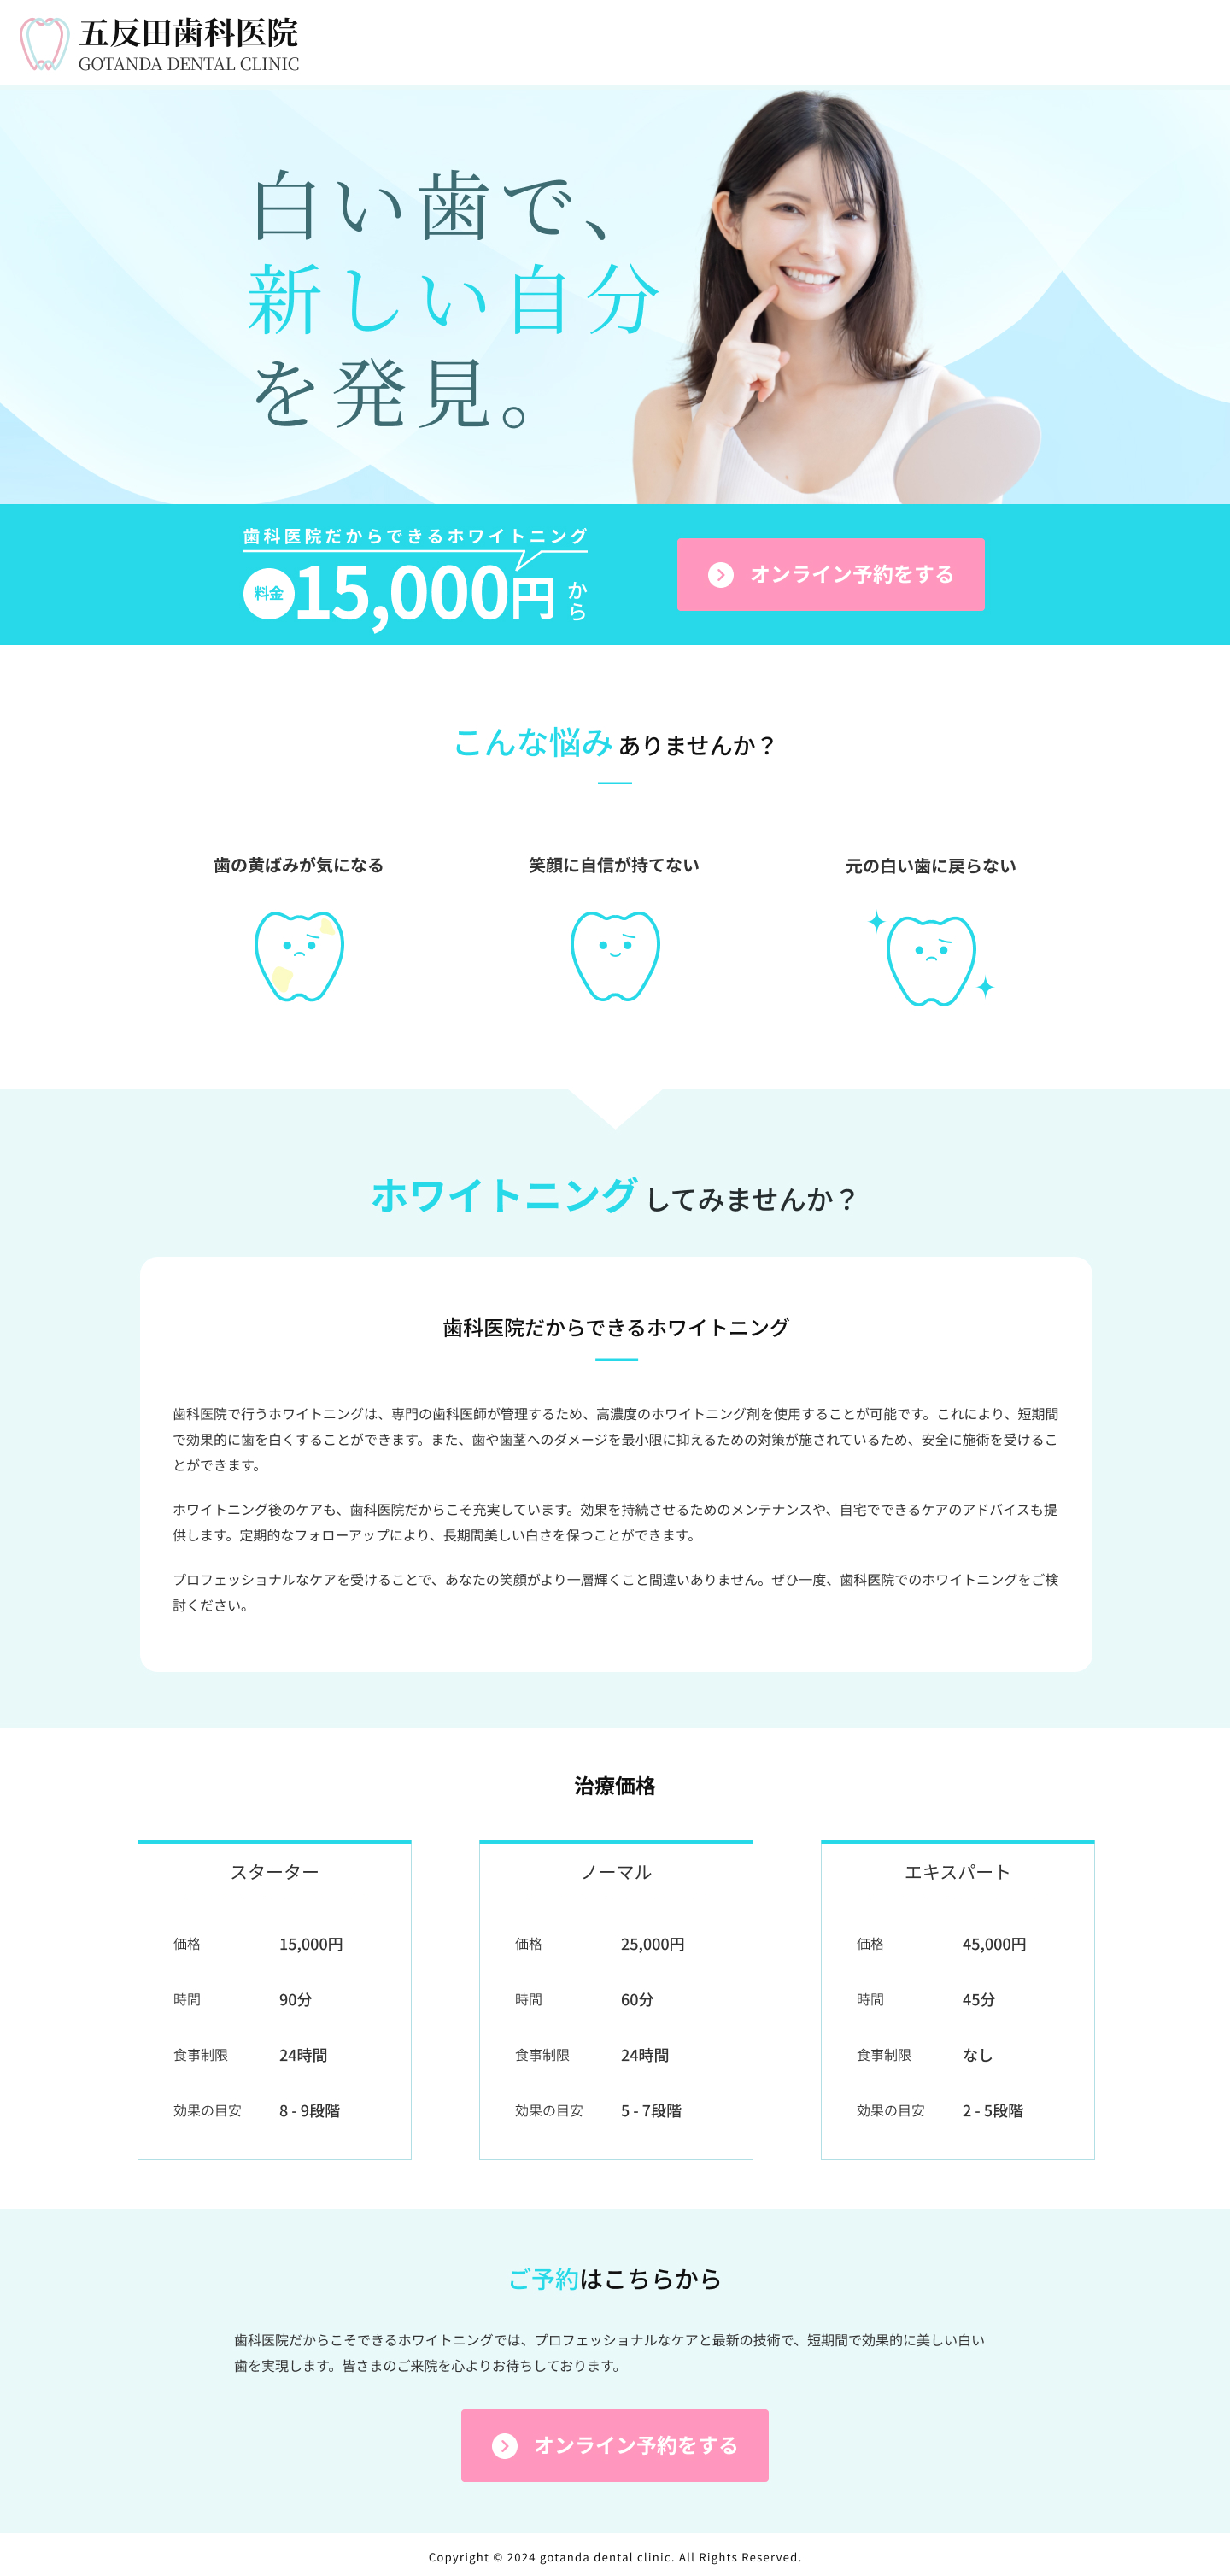 五反田歯科医院
GOTANDA DENTAL CLINIC
白い歯で、
新しい自分
を発見。
歯科医院だからできるホワイトニング
料金15,000円から
オンライン予約をする
こんな悩みありませんか？
歯の黄ばみが気になる
笑顔に自信が持てない
元の白い歯に戻らない
ホワイトニングしてみませんか？
歯科医院だからできるホワイトニング
歯科医院で行うホワイトニングは、専門の歯科医師が管理するため、高濃度のホワイトニング剤を使用することが可能です。これにより、短期間
で効果的に歯を白くすることができます。また、歯や歯茎へのダメージを最小限に抑えるための対策が施されているため、安全に施術を受けるこ
とができます。
ホワイトニング後のケアも、歯科医院だからこそ充実しています。効果を持続させるためのメンテナンスや、自宅でできるケアのアドバイスも提
供します。定期的なフォローアップにより、長期間美しい白さを保つことができます。
プロフェッショナルなケアを受けることで、あなたの笑顔がより一層輝くこと間違いありません。ぜひ一度、歯科医院でのホワイトニングをご検
討ください。
治療価格
スターター
価格 15,000円
時間 90分
食事制限 24時間
効果の目安 8 - 9段階
ノーマル
価格 25,000円
時間 60分
食事制限 24時間
効果の目安 5 - 7段階
エキスパート
価格 45,000円
時間 45分
食事制限 なし
効果の目安 2 - 5段階
ご予約はこちらから
歯科医院だからこそできるホワイトニングでは、プロフェッショナルなケアと最新の技術で、短期間で効果的に美しい白い
歯を実現します。皆さまのご来院を心よりお待ちしております。
オンライン予約をする
Copyright © 2024 gotanda dental clinic. All Rights Reserved.